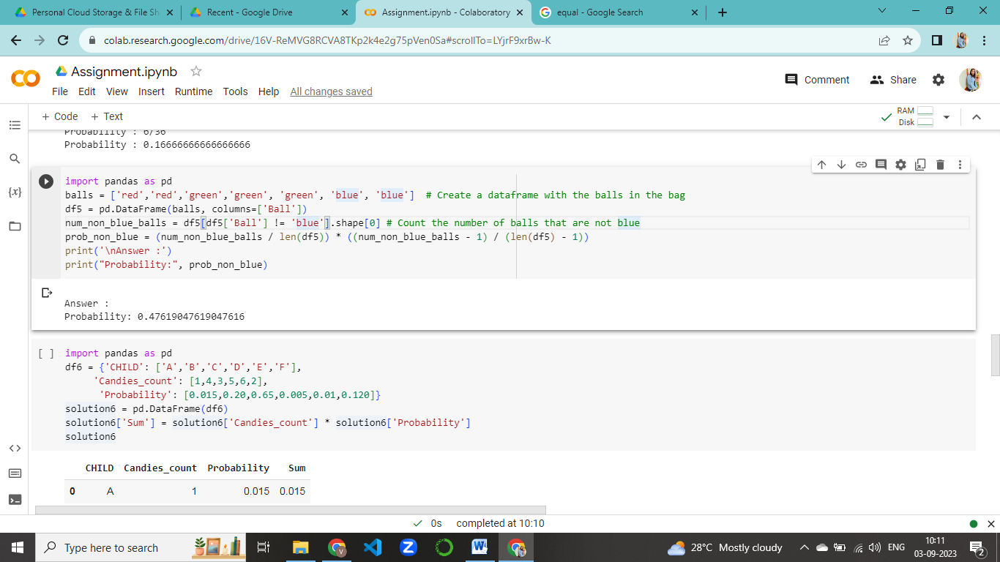 Personal Cloud Storage & File Sh
Recent - Google Drive
Assignment.ipynb - Colaboratory
equal - Google Search
colab.research.google.com/drive/16V-ReMVG8RCVA8TKp2k4e2g75pVen0Sa#scrollTo=LYjrF9xrBw-K
Assignment.ipynb
Comment
Share
File Edit View Insert Runtime Tools Help All changes saved
+ Code + Text
RAM
Disk
Probability : 6/36
Probability : 0.16666666666666666
import pandas as pd
balls = ['red','red','green','green', 'green', 'blue', 'blue'] # Create a dataframe with the balls in the bag
df5 = pd.DataFrame(balls, columns=['Ball'])
num_non_blue_balls = df5[df5['Ball'] != 'blue'].shape[0] # Count the number of balls that are not blue
prob_non_blue = (num_non_blue_balls / len(df5)) * ((num_non_blue_balls - 1) / (len(df5) - 1))
print('\nAnswer :')
print("Probability:", prob_non_blue)
Answer :
Probability: 0.47619047619047616
[ ] import pandas as pd
df6 = {'CHILD': ['A','B','C','D','E','F'],
'Candies_count': [1,4,3,5,6,2],
'Probability': [0.015,0.20,0.65,0.005,0.01,0.120]}
solution6 = pd.DataFrame(df6)
solution6['Sum'] = solution6['Candies_count'] * solution6['Probability']
solution6
CHILD Candies_count Probability Sum
0 A 1 0.015 0.015
0s completed at 10:10
Type here to search
28°C Mostly cloudy
ENG
10:11
03-09-2023
2